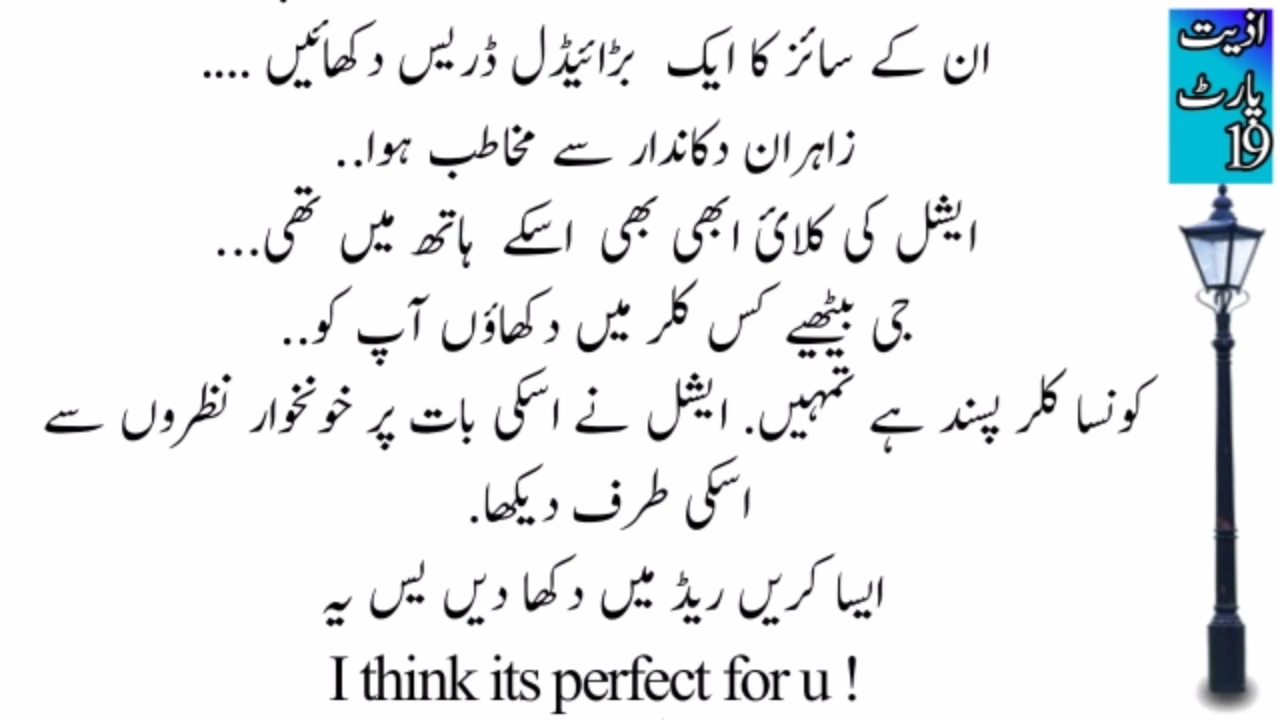 ان کے سائز کا ایک بڑائیڈل ڈریس دکھائیں ....
زاہران دکاندار سے مخاطب ہوا..
ایشل کی کلائ ابھی بھی اسکے ہاتھ میں تھی...
جی بیٹھیے کس کلر میں دکھاؤں آپ کو..
کونسا کلر پسند ہے تمہیں. ایشل نے اسکی بات پر خونخوار نظروں سے
اسکی طرف دیکھا.
ایسا کریں ریڈ میں دکھا دیں یس یہ
I think its perfect for u !
اذیت
پارٹ
19